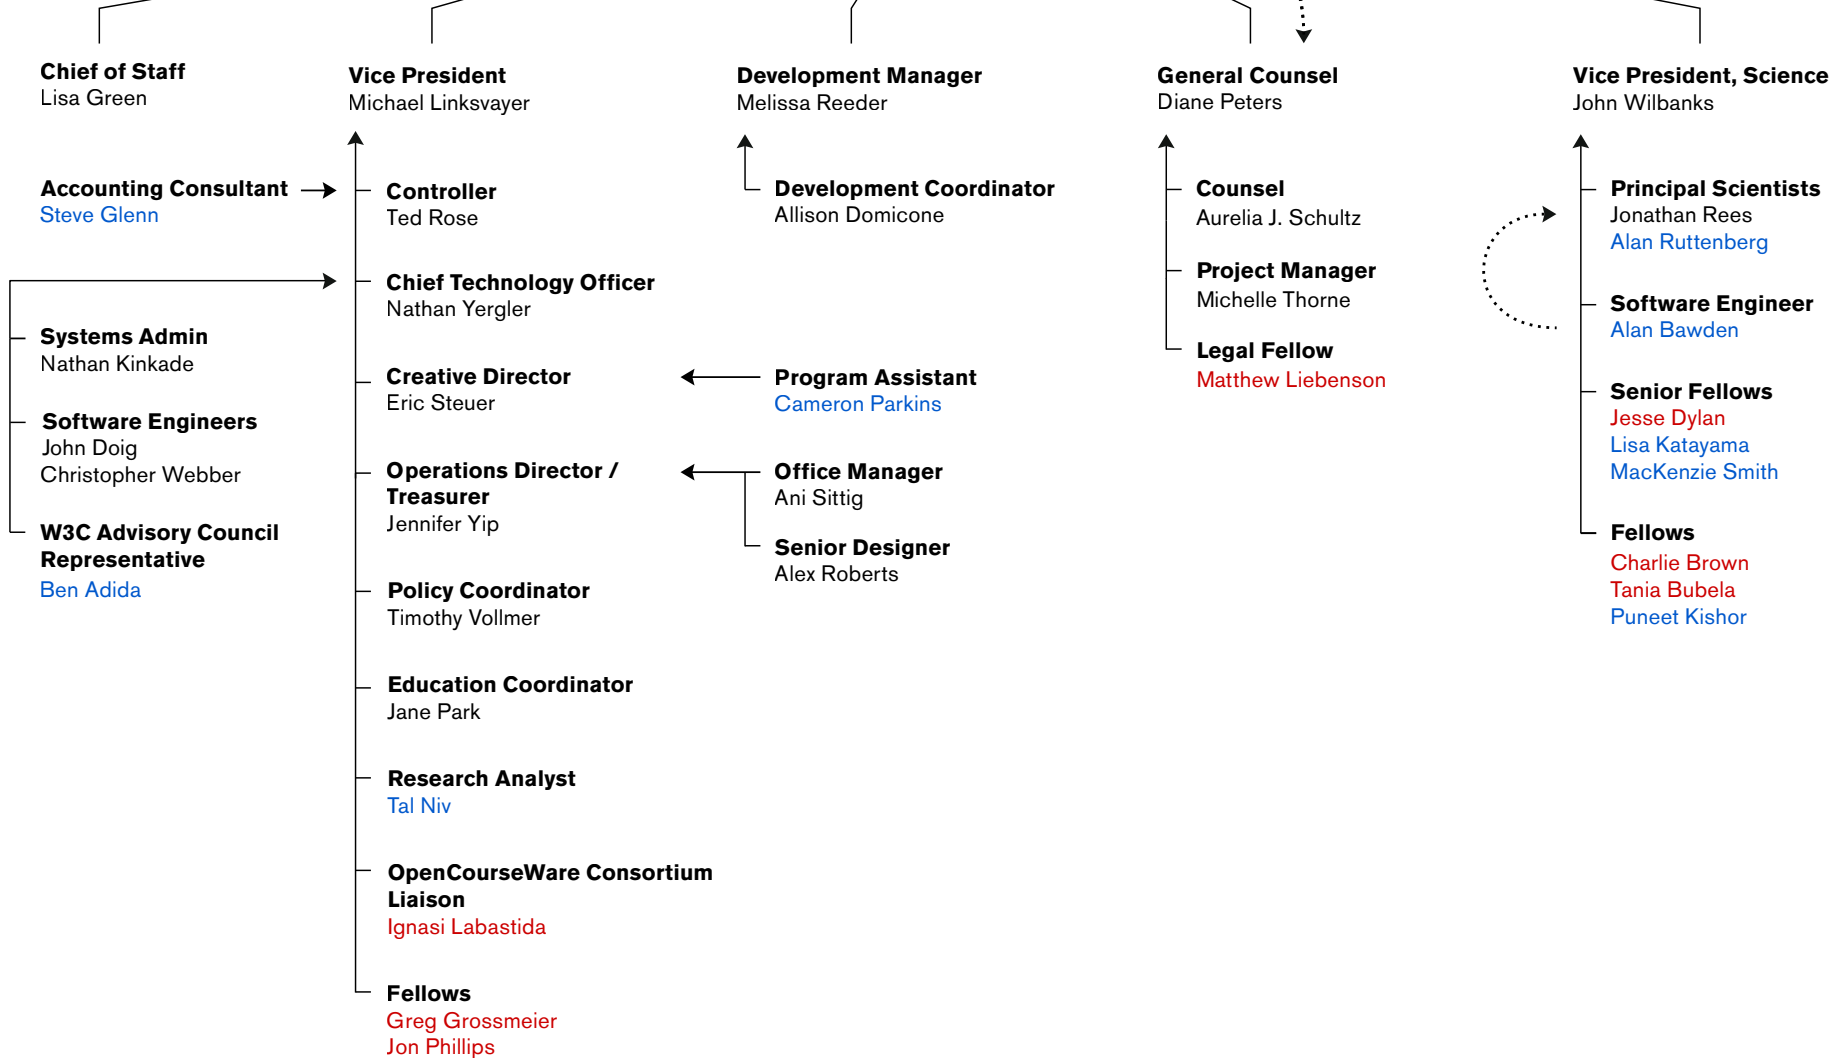 Chief of Staff
Lisa Green
Accounting Consultant
Steve Glenn
Systems Admin
Nathan Kinkade
Software Engineers
John Doig
Christopher Webber
W3C Advisory Council
Representative
Ben Adida
Vice President
Michael Linksvayer
Controller
Ted Rose
Chief Technology Officer
Nathan Yergler
Creative Director
Eric Steuer
Operations Director /
Treasurer
Jennifer Yip
Policy Coordinator
Timothy Vollmer
Education Coordinator
Jane Park
Research Analyst
Tal Niv
OpenCourseWare Consortium
Liaison
Ignasi Labastida
Fellows
Greg Grossmeier
Jon Phillips
Development Manager
Melissa Reeder
Development Coordinator
Allison Domicone
Program Assistant
Cameron Parkins
Office Manager
Ani Sittig
Senior Designer
Alex Roberts
General Counsel
Diane Peters
Counsel
Aurelia J. Schultz
Project Manager
Michelle Thorne
Legal Fellow
Matthew Liebenson
Vice President, Science
John Wilbanks
Principal Scientists
Jonathan Rees
Alan Ruttenberg
Software Engineer
Alan Bawden
Senior Fellows
Jesse Dylan
Lisa Katayama
MacKenzie Smith
Fellows
Charlie Brown
Tania Bubela
Puneet Kishor